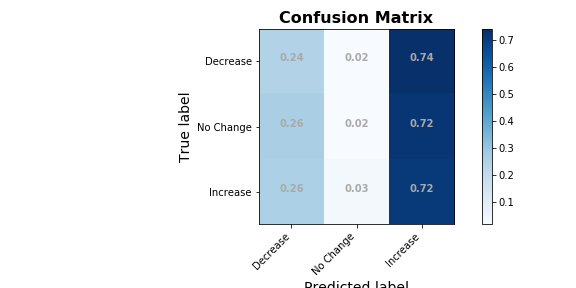 Confusion Matrix
True label
Decrease 0.24 0.02 0.74
No Change 0.26 0.02 0.72
Increase 0.26 0.03 0.72
Decrease No Change Increase
Predicted label
0.7
0.6
0.5
0.4
0.3
0.2
0.1